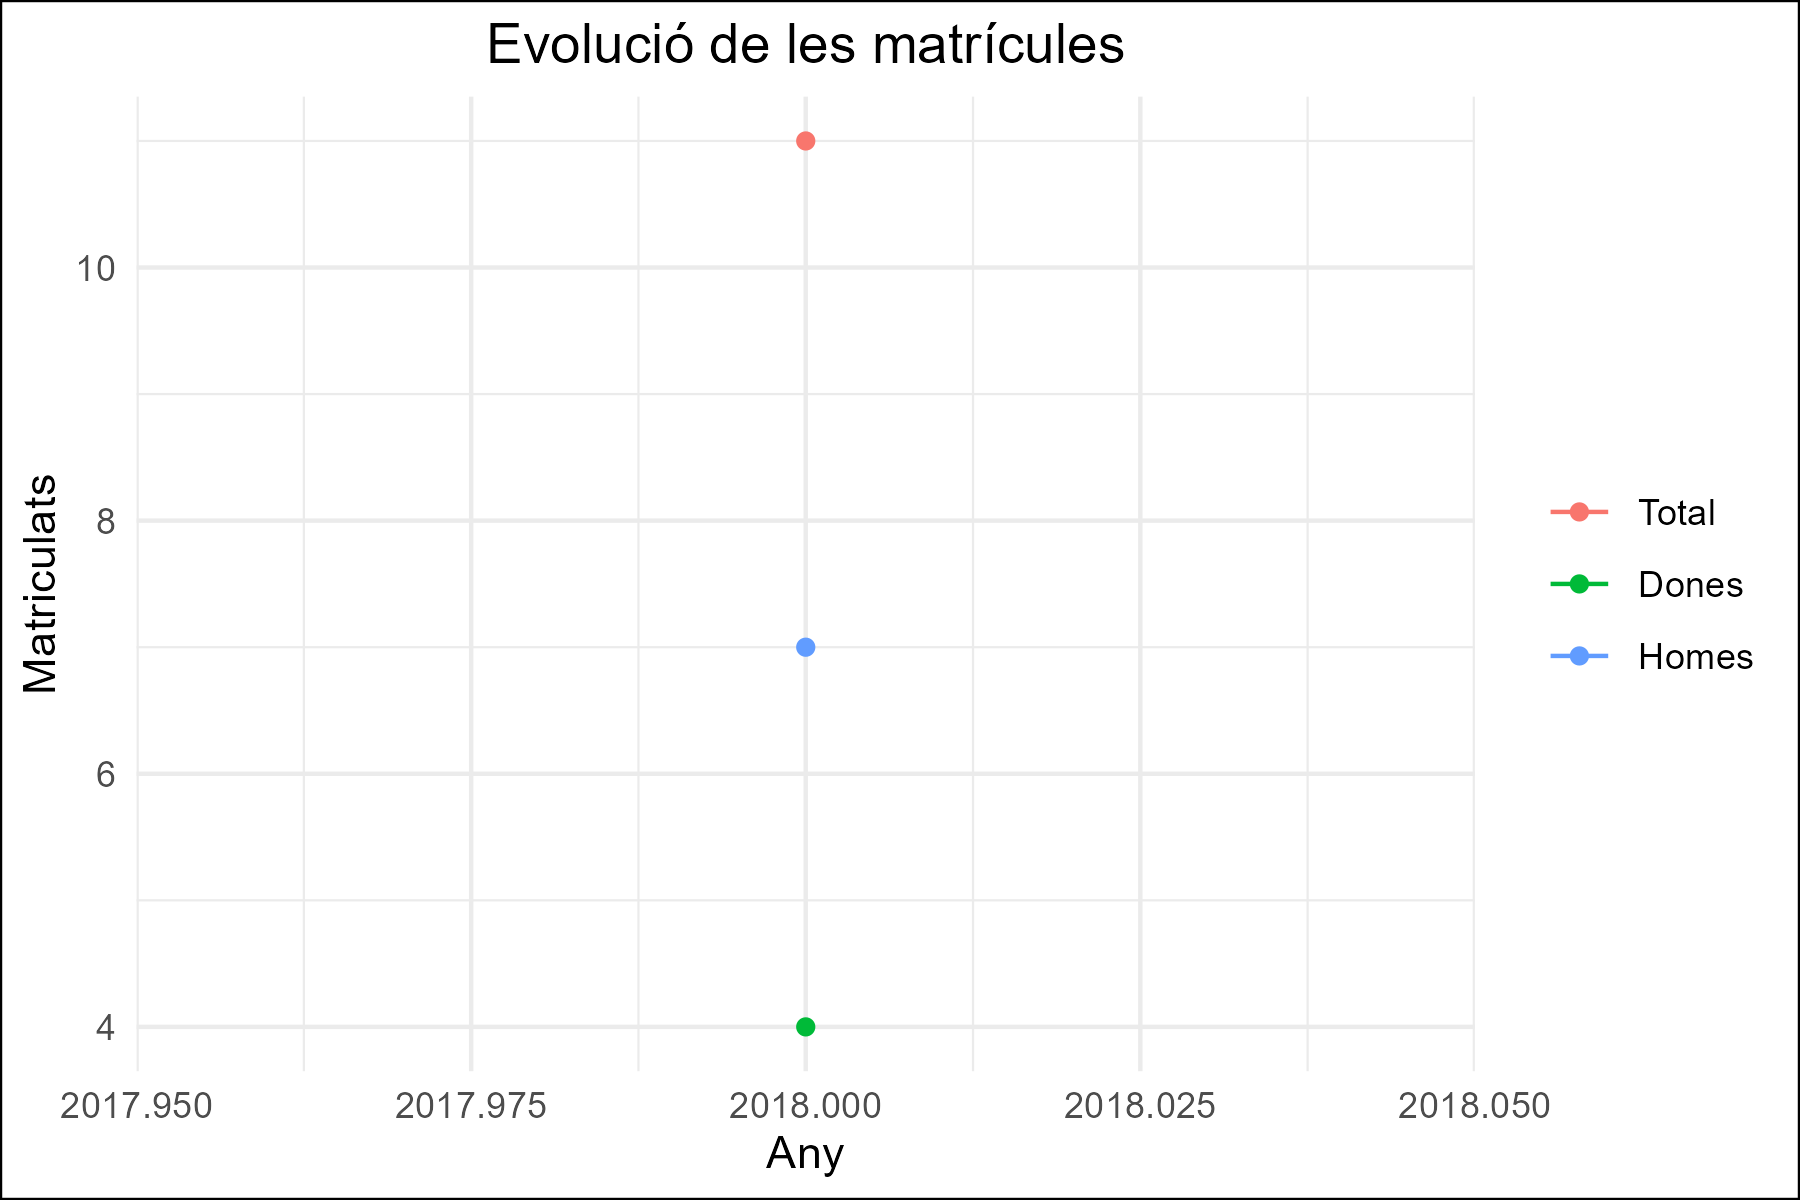 Evolució de les matrícules
Matriculats
10
8
6
4
2017.950
2017.975
2018.000
2018.025
2018.050
Any
Total
Dones
Homes